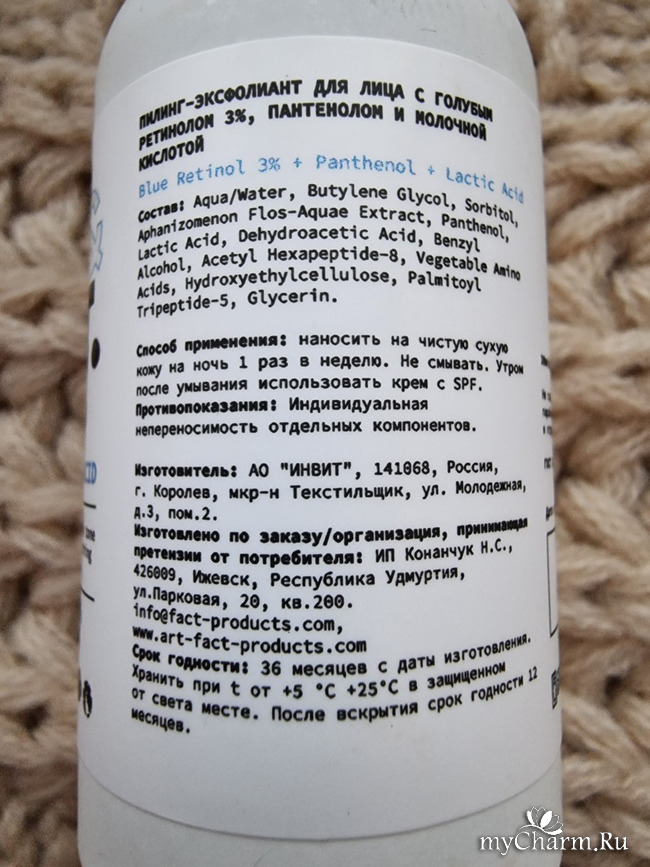 ПИЛИНГ-ЭКСФОЛИАНТ ДЛЯ ЛИЦА С ГОЛУБЫМ
РЕТИНОЛОМ 3%, ПАНТЕНОЛОМ И МОЛОЧНОЙ
КИСЛОТОЙ
Blue Retinol 3% + Panthenol + Lactic Acid
Состав: Aqua/Water, Butylene Glycol, Sorbitol,
Aphanizomenon Flos-Aquae Extract, Panthenol,
Lactic Acid, Dehydroacetic Acid, Benzyl
Alcohol, Acetyl Hexapeptide-8, Vegetable Amino
Acids, Hydroxyethylcellulose, Palmitoyl
Tripeptide-5, Glycerin.
Способ применения: наносить на чистую сухую
кожу на ночь 1 раз в неделю. Не смывать. Утром
после умывания использовать крем с SPF.
Противопоказания: Индивидуальная
непереносимость отдельных компонентов.
Изготовитель: АО "ИНВИТ", 141068, Россия,
г. Королев, мкр-н Текстильщик, ул. Молодежная,
д.3, пом.2.
Изготовлено по заказу/организация, принимающая
претензии от потребителя: ИП Конанчук Н.С.,
426009, Ижевск, Республика Удмуртия,
ул.Парковая, 20, кв.200.
info@fact-products.com,
www.art-fact-products.com
Срок годности: 36 месяцев с даты изготовления.
Хранить при t от +5 °C +25°C в защищенном
от света месте. После вскрытия срок годности 12
месяцев.
myCharm.Ru